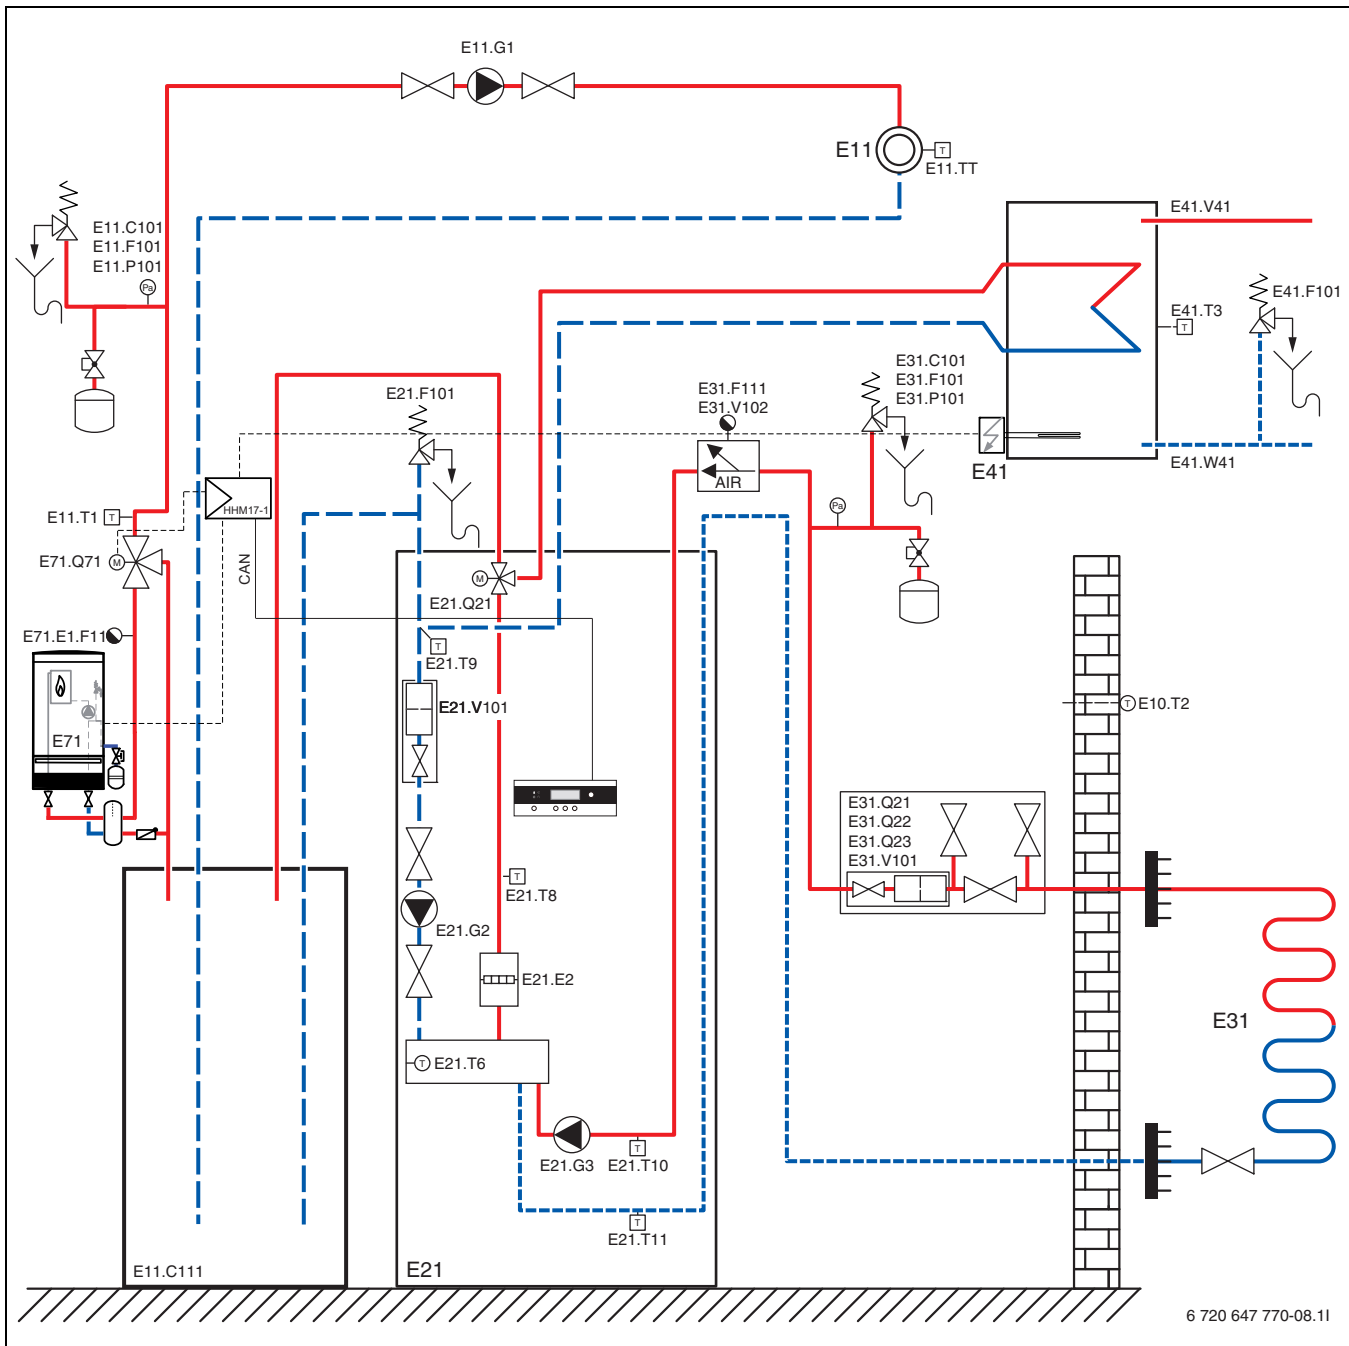 E11.G1
E11
T
E11.TT
E11.C101
E11.F101
E11.P101
Pa
E41.V41
E41.F101
E41.T3
T
E41.W41
E41
E31.C101
E31.F101
E31.P101
Pa
E31.F111
E31.V102
AIR
E21.F101
HHM17-1
CAN
E11.T1
T
E71.Q71
M
E71.E1.F11
E71
M
E21.Q21
T
E21.T9
E21.V101
T
E21.T8
E21.G2
E21.E2
T
E21.T6
E21.G3
T
E21.T10
T
E21.T11
E21
E11.C111
T
E10.T2
E31.Q21
E31.Q22
E31.Q23
E31.V101
E31
6 720 647 770-08.1I